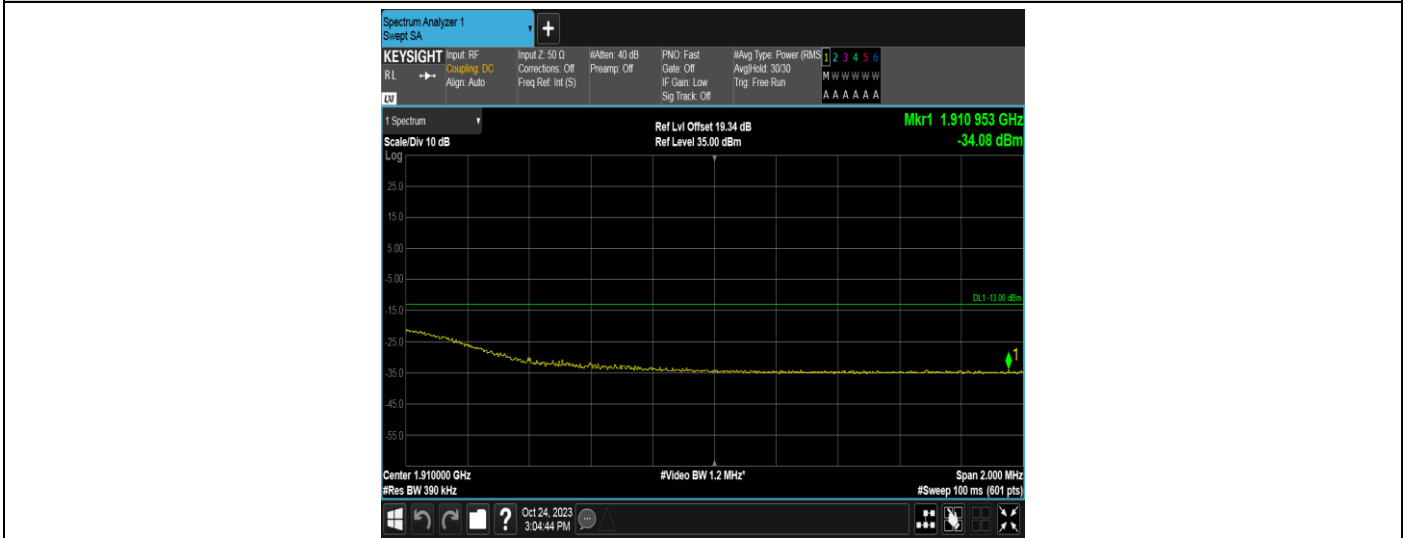 Spectrum Analyzer 1
Swept SA
+
KEYSIGHT
RL
LXI
Input: RF
Coupling: DC
Align: Auto
Input Z: 50 Ω
Corrections: Off
Freq Ref: Int (S)
#Atten: 40 dB
Preamp: Off
PNO: Fast
Gate: Off
IF Gain: Low
Sig Track: Off
#Avg Type: Power (RMS
Avg|Hold: 30/30
Trig: Free Run
1 2 3 4 5 6
M W W W W W
A A A A A A
1 Spectrum
Scale/Div 10 dB
Ref Lvl Offset 19.34 dB
Ref Level 35.00 dBm
Mkr1 1.910 953 GHz
-34.08 dBm
Log
25.0
15.0
5.00
-5.00
DL1 -13.00 dBm
-15.0
-25.0
1
-35.0
-45.0
-55.0
Center 1.910000 GHz
#Video BW 1.2 MHz*
Span 2.000 MHz
#Res BW 390 kHz
#Sweep 100 ms (601 pts)
?
Oct 24, 2023
3:04:44 PM